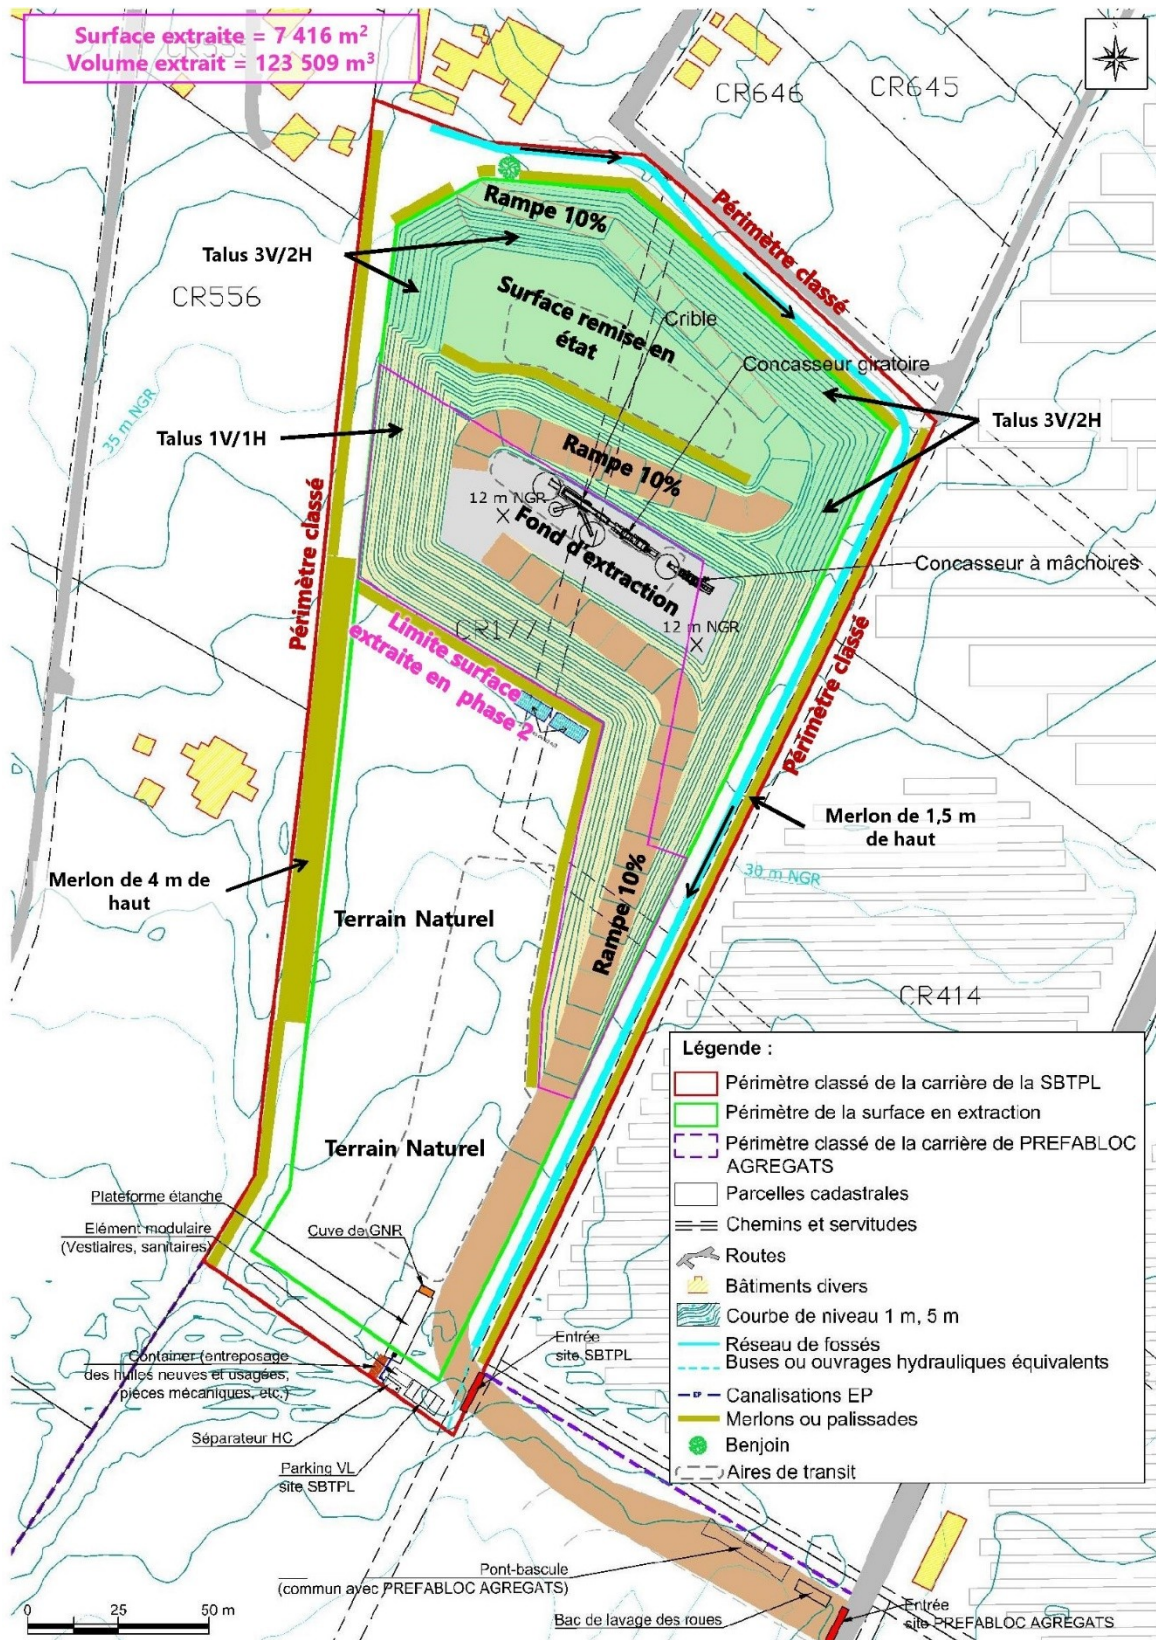 Surface extraite = 7 416 m²
Volume extrait = 123 509 m³
CR646
CR645
Périmètre classé
Rampe 10%
Talus 3V/2H
CR556
Surface remise en
état
Crible
Concasseur giratoire
35 m NGR
Talus 1V/1H
Talus 3V/2H
Rampe 10%
12 m NGR
Fond d'extraction
Concasseur à mâchoires
Périmètre classé
CR177
12 m NGR
Limite surface
extraite en phase 2
Périmètre classé
Merlon de 1,5 m
de haut
30 m NGR
Merlon de 4 m de
haut
Terrain Naturel
Rampe 10%
CR414
Terrain Naturel
Plateforme étanche
Elément modulaire
(Vestiaires, sanitaires)
Cuve de GNR
Container (entreposage
des huiles neuves et usagées,
pièces mécaniques, etc.)
Séparateur HC
Parking VL
site SBTPL
Entrée
site SBTPL
Légende :
Périmètre classé de la carrière de la SBTPL
Périmètre de la surface en extraction
Périmètre classé de la carrière de PREFABLOC
AGREGATS
Parcelles cadastrales
Chemins et servitudes
Routes
Bâtiments divers
Courbe de niveau 1 m, 5 m
Réseau de fossés
Buses ou ouvrages hydrauliques équivalents
EP
Canalisations EP
Merlons ou palissades
Benjoin
Aires de transit
Pont-bascule
(commun avec PREFABLOC AGREGATS)
Bac de lavage des roues
Entrée
site PREFABLOC AGREGATS
0 25 50 m